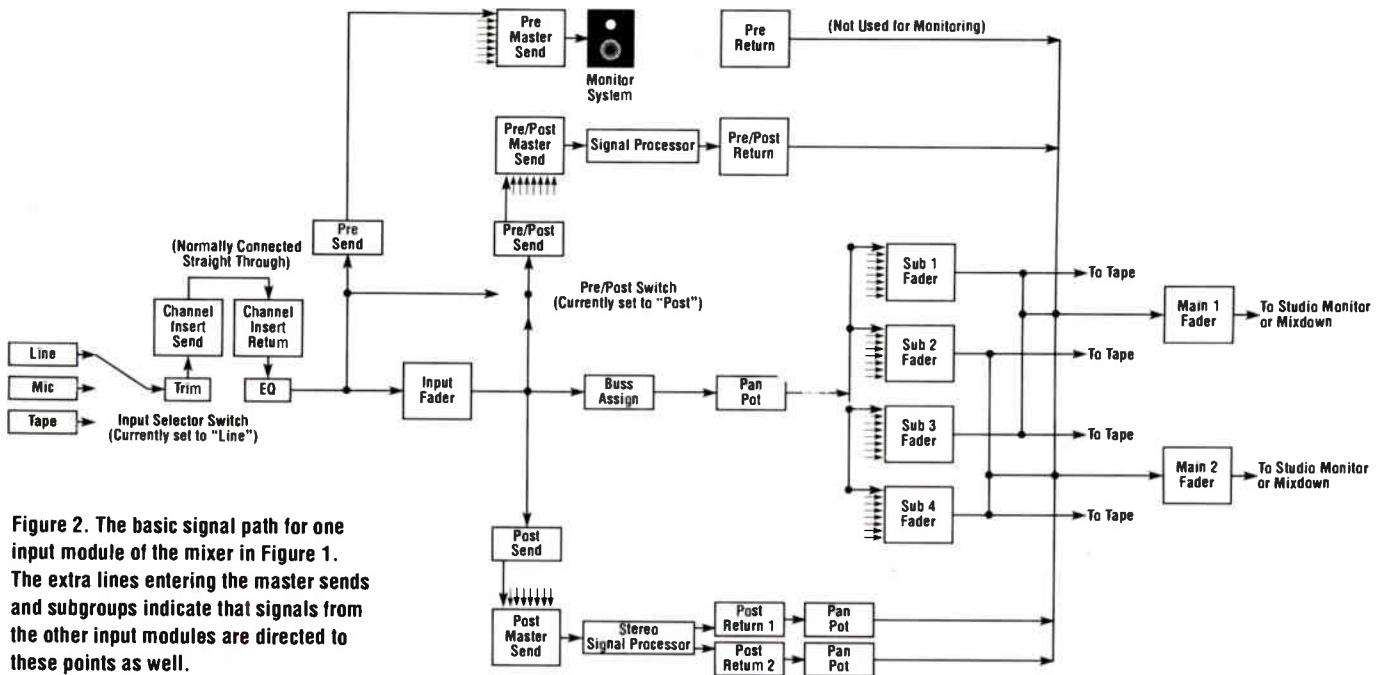 Pre
Master
Send
Monitor
System
Pre
Return
(Not Used for Monitoring)
Pre/Post
Master
Send
Signal Processor
Pre/Post
Return
Pre
Send
Pre/Post
Send
(Normally Connected
Straight Through)
Pre/Post Switch
(Currently set to "Post")
Channel
Insert
Send
Channel
Insert
Return
Line
Mic
Tape
Trim
EQ
Input Selector Switch
(Currently set to "Line")
Input
Fader
Buss
Assign
Pan
Pot
Sub 1
Fader
To Tape
Sub 2
Fader
To Tape
Sub 3
Fader
To Tape
Sub 4
Fader
To Tape
Main 1
Fader
To Studio Monitor
or Mixdown
Main 2
Fader
To Studio Monitor
or Mixdown
Post
Send
Post
Master
Send
Stereo
Signal Processor
Post
Return 1
Pan
Pot
Post
Return 2
Pan
Pot
Figure 2. The basic signal path for one
input module of the mixer in Figure 1.
The extra lines entering the master sends
and subgroups indicate that signals from
the other input modules are directed to
these points as well.